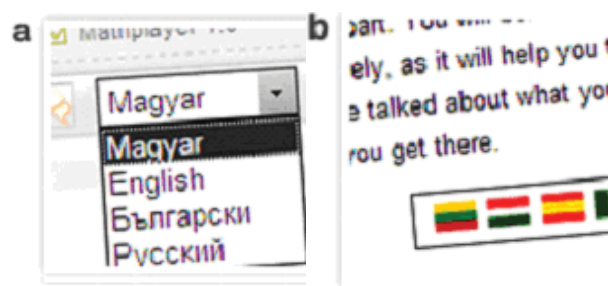 a
Magyar
Magyar
English
Български
Русский
b
ely, as it will help you
talked about what you
you get there.